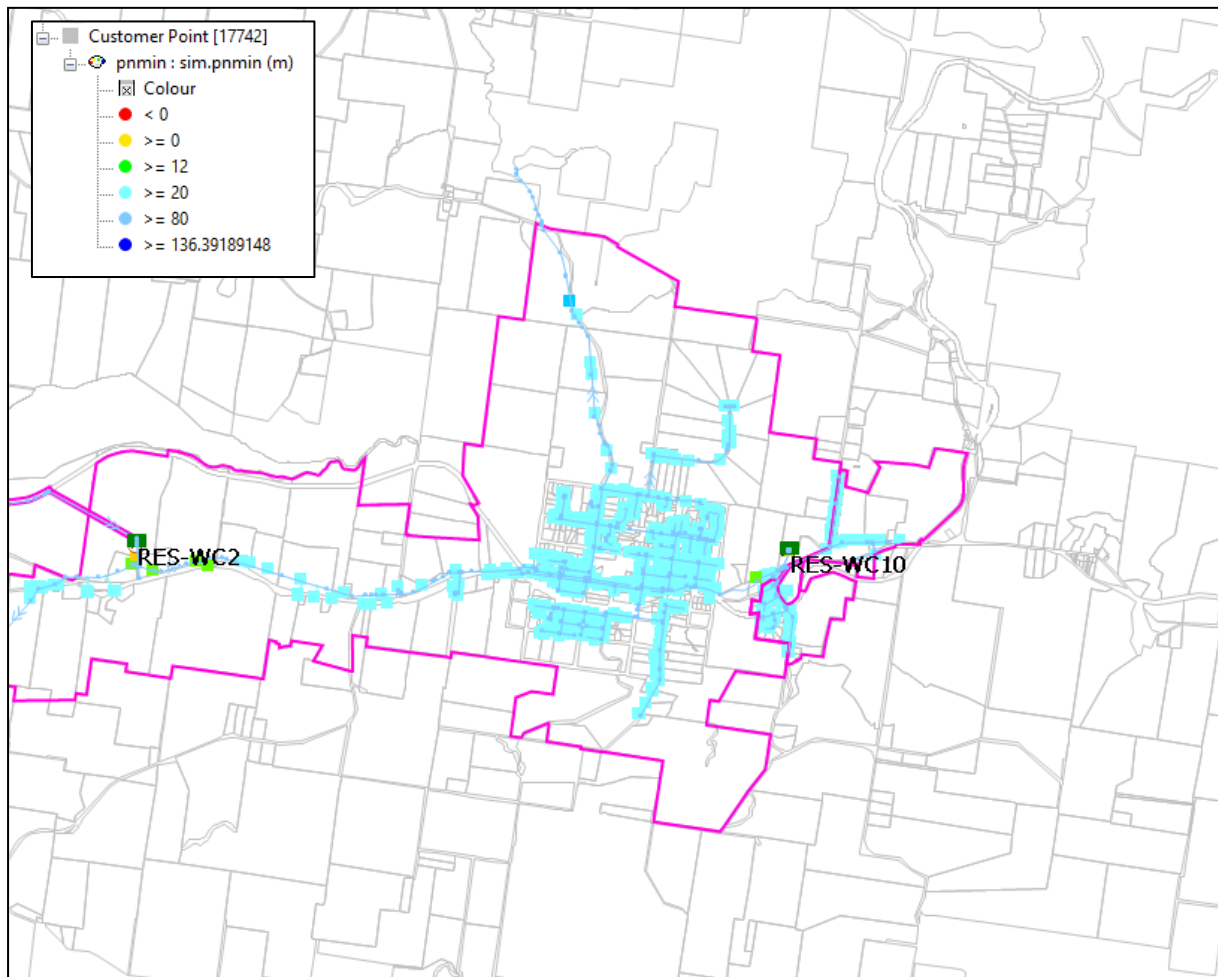 Customer Point [17742]
pnmin : sim.pnmin (m)
Colour
< 0
>= 0
>= 12
>= 20
>= 80
>= 136.39189148
RES-WC2
RES-WC10